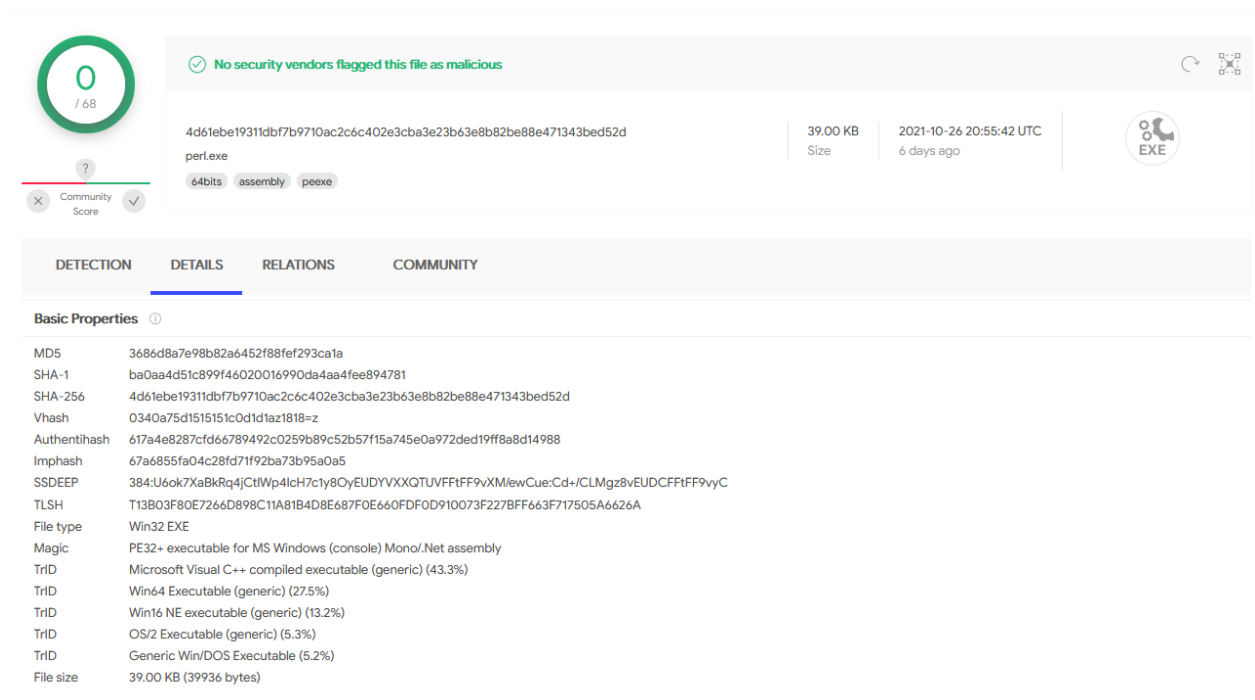 0
/ 68
No security vendors flagged this file as malicious
4d61ebe19311dbf7b9710ac2c6c402e3cba3e23b63e8b82be88e471343bed52d
perl.exe
64bits assembly peexe
39.00 KB
Size
2021-10-26 20:55:42 UTC
6 days ago
EXE
?
Community
Score
DETECTION DETAILS RELATIONS COMMUNITY
Basic Properties
MD5 3686d8a7e98b82a6452f88fef293ca1a
SHA-1 ba0aa4d51c899f46020016990da4aa4fee894781
SHA-256 4d61ebe19311dbf7b9710ac2c6c402e3cba3e23b63e8b82be88e471343bed52d
Vhash 0340a75d1515151c0d1d1az1818=z
Authentihash 617a4e8287cfd66789492c0259b89c52b57f15a745e0a972ded19ff8a8d14988
Imphash 67a6855fa04c28fd71f92ba73b95a0a5
SSDEEP 384:U6ok7XaBkRq4jCtIWp4IcH7c1y8OyEUDYVXXQTUVFFtFF9vXM/ewCue:Cd+/CLMgz8vEUDCFFtFF9vyC
TLSH T13B03F80E7266D898C11A81B4D8E687F0E660FDF0D910073F227BFF663F717505A6626A
File type Win32 EXE
Magic PE32+ executable for MS Windows (console) Mono/.Net assembly
TrID Microsoft Visual C++ compiled executable (generic) (43.3%)
TrID Win64 Executable (generic) (27.5%)
TrID Win16 NE executable (generic) (13.2%)
TrID OS/2 Executable (generic) (5.3%)
TrID Generic Win/DOS Executable (5.2%)
File size 39.00 KB (39936 bytes)